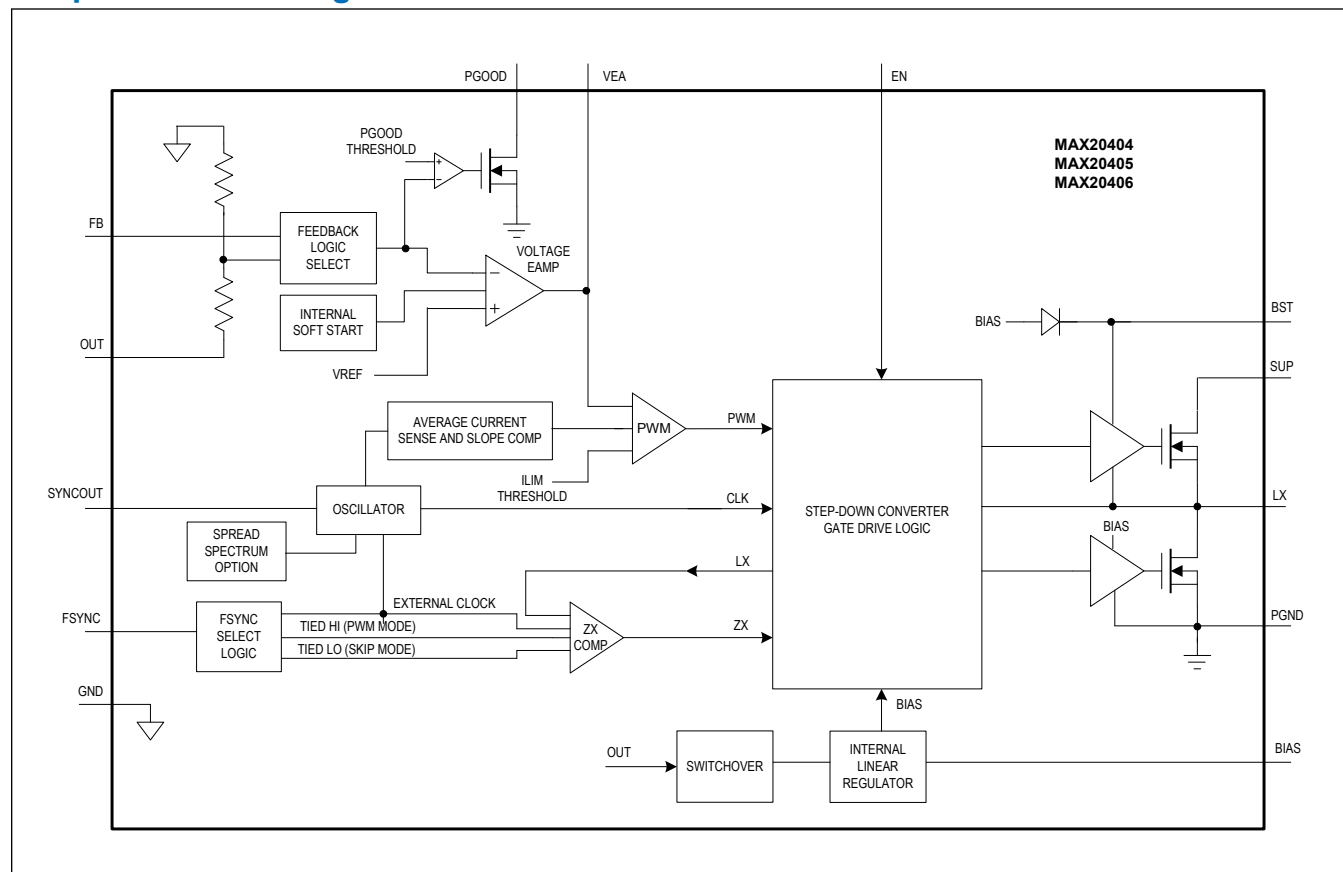 PGOOD
VEA
EN
MAX20404
MAX20405
MAX20406
PGOOD
THRESHOLD
+
−
FB
FEEDBACK
LOGIC
SELECT
VOLTAGE
EAMP
−
+
INTERNAL
SOFT START
OUT
VREF
BIAS
BST
SUP
AVERAGE CURRENT
SENSE AND SLOPE COMP
PWM
PWM
ILIM
THRESHOLD
SYNCOUT
OSCILLATOR
CLK
STEP-DOWN CONVERTER
GATE DRIVE LOGIC
LX
BIAS
SPREAD
SPECTRUM
OPTION
LX
FSYNC
FSYNC
SELECT
LOGIC
EXTERNAL CLOCK
TIED HI (PWM MODE)
TIED LO (SKIP MODE)
ZX
COMP
ZX
PGND
GND
BIAS
OUT
SWITCHOVER
INTERNAL
LINEAR
REGULATOR
BIAS